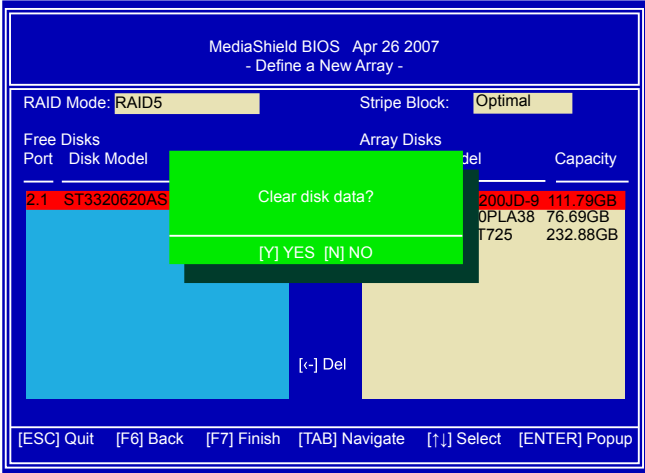 MediaShield BIOS Apr 26 2007
- Define a New Array -
RAID Mode: RAID5 Stripe Block: Optimal
Free Disks Array Disks
Port Disk Model del Capacity
2.1 ST3320620AS 200JD-9 111.79GB
0PLA38 76.69GB
T725 232.88GB
Clear disk data?
[Y] YES [N] NO
[‹-] Del
[ESC] Quit [F6] Back [F7] Finish [TAB] Navigate [↑↓] Select [ENTER] Popup